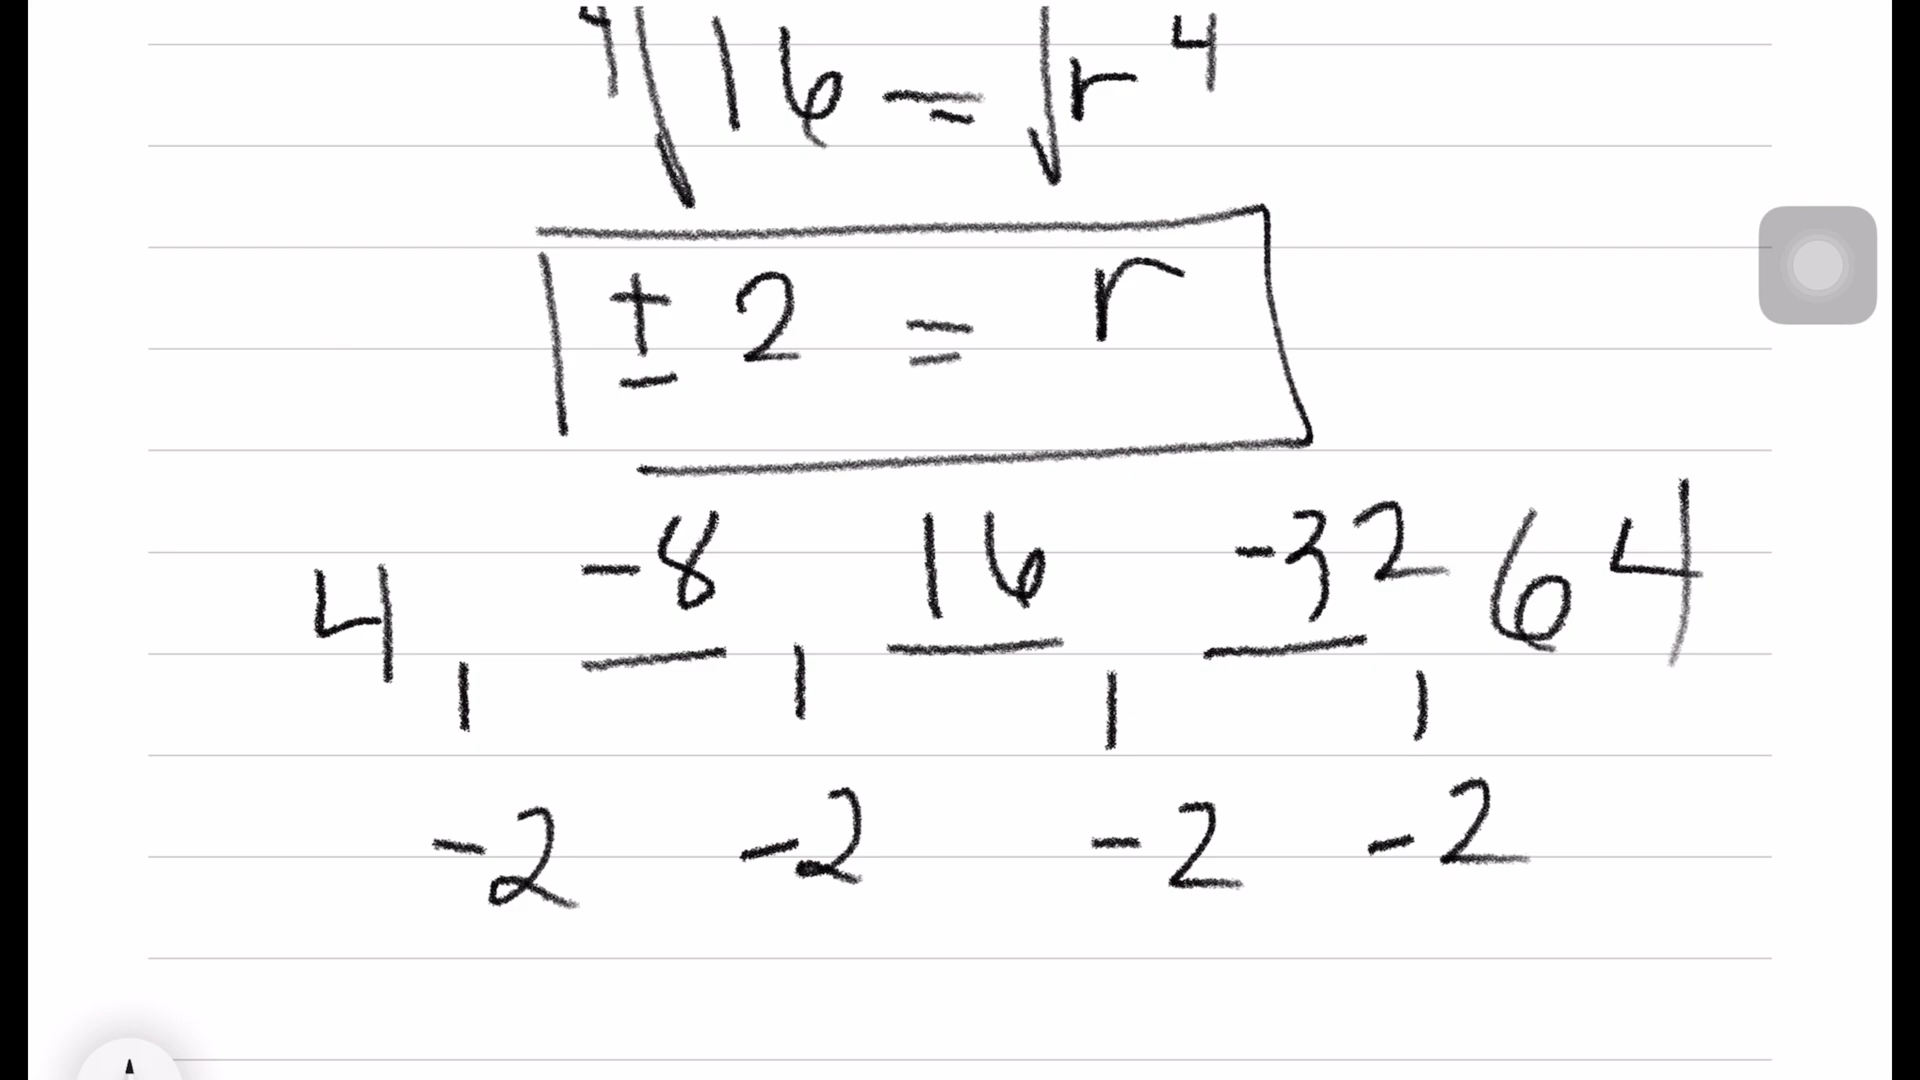 ⁴√16 = √r⁴
± 2 = r
4, -8, 16, -32, 64
-2 -2 -2 -2